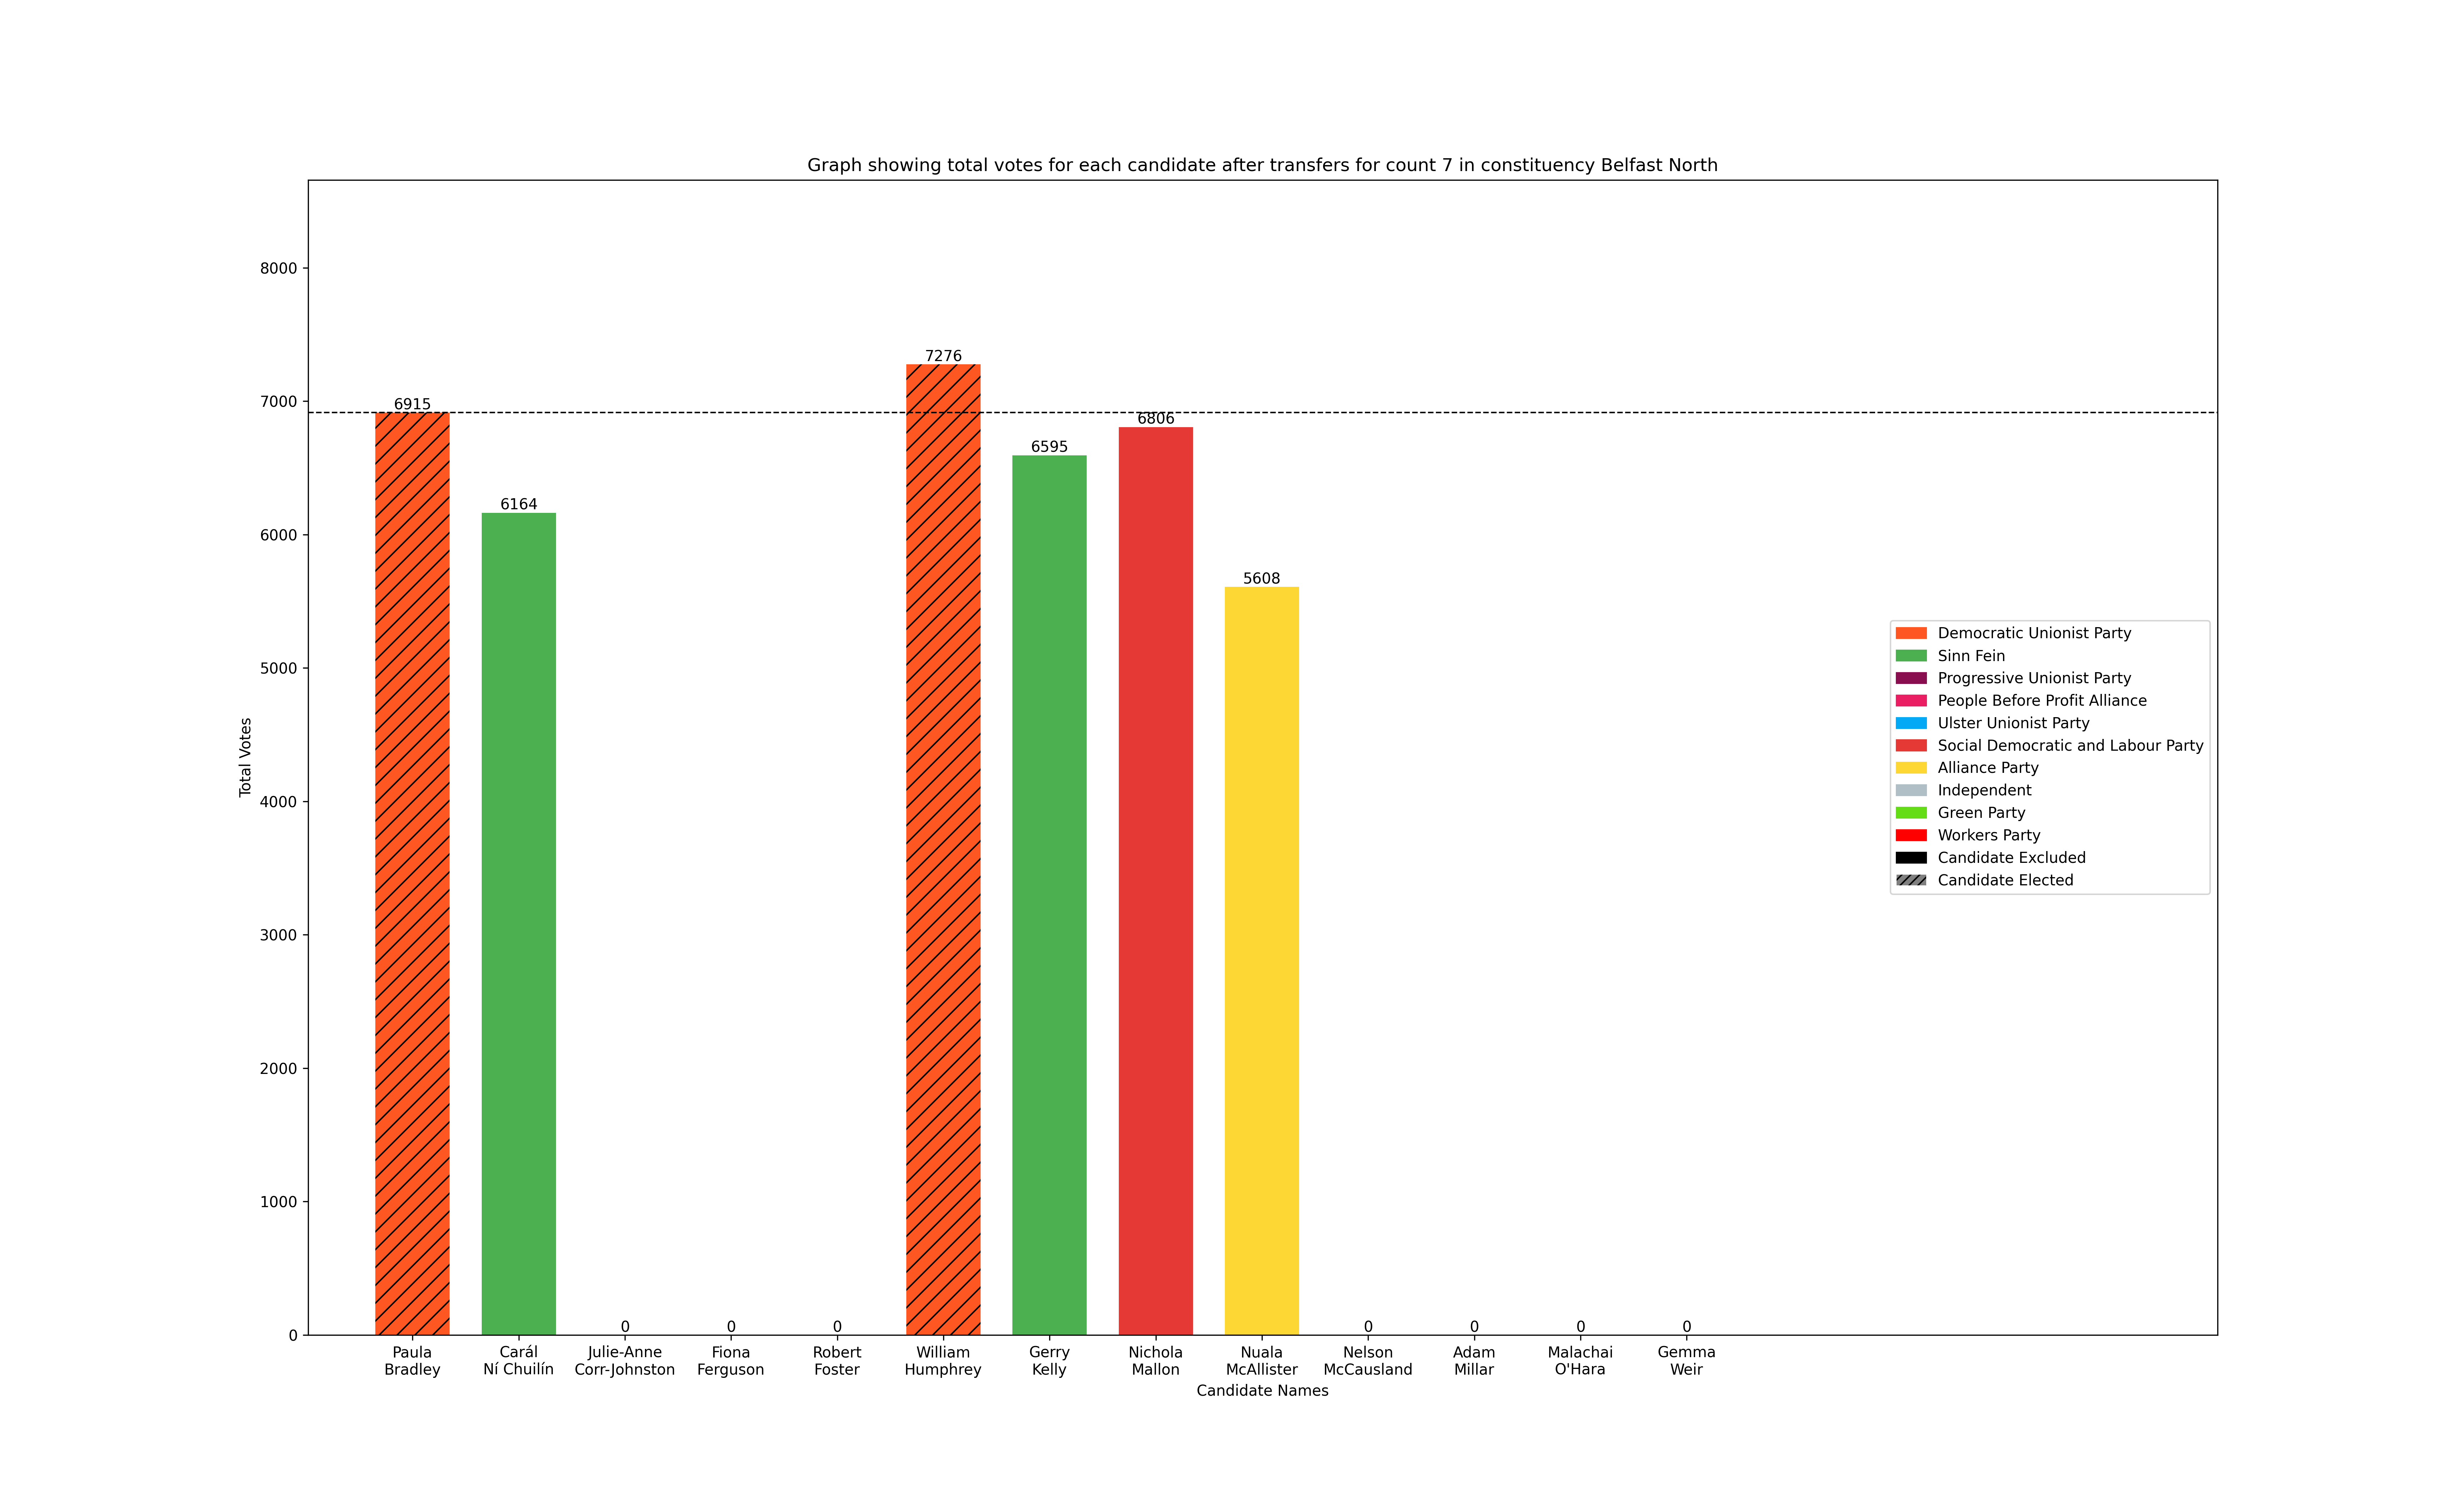 Graph showing total votes for each candidate after transfers for count 7 in constituency Belfast North
8000
7000
6000
5000
4000
3000
2000
1000
0
Total Votes
6915
6164
0
0
0
7276
6595
6806
5608
0
0
0
0
Democratic Unionist Party
Sinn Fein
Progressive Unionist Party
People Before Profit Alliance
Ulster Unionist Party
Social Democratic and Labour Party
Alliance Party
Independent
Green Party
Workers Party
Candidate Excluded
Candidate Elected
Paula
Bradley
Carál
Ní Chuilín
Julie-Anne
Corr-Johnston
Fiona
Ferguson
Robert
Foster
William
Humphrey
Gerry
Kelly
Nichola
Mallon
Nuala
McAllister
Nelson
McCausland
Adam
Millar
Malachai
O'Hara
Gemma
Weir
Candidate Names